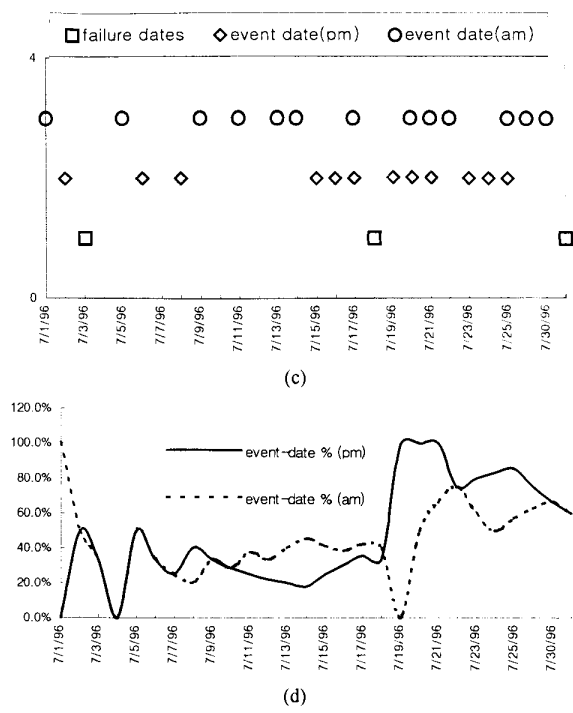 failure dates event date(pm) event date(am)
4
0
7/1/96 7/3/96 7/5/96 7/7/96 7/9/96 7/11/96 7/13/96 7/15/96 7/17/96 7/19/96 7/21/96 7/23/96 7/25/96 7/30/96
(c)
120.0%
100.0%
80.0%
60.0%
40.0%
20.0%
0.0%
event-date % (pm)
event-date % (am)
7/1/96 7/3/96 7/5/96 7/7/96 7/9/96 7/11/96 7/13/96 7/15/96 7/17/96 7/19/96 7/21/96 7/23/96 7/25/96 7/30/96
(d)